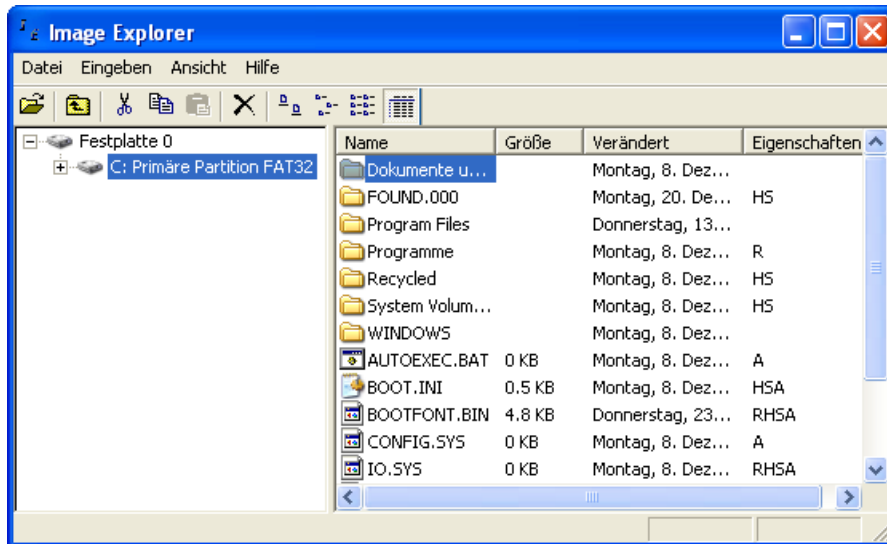 Image Explorer
Datei Eingeben Ansicht Hilfe
Festplatte 0
C: Primäre Partition FAT32
Name Größe Verändert Eigenschaften
Dokumente u... Montag, 8. Dez...
FOUND.000 Montag, 20. De... HS
Program Files Donnerstag, 13...
Programme Montag, 8. Dez... R
Recycled Montag, 8. Dez... HS
System Volum... Montag, 8. Dez... HS
WINDOWS Montag, 8. Dez...
AUTOEXEC.BAT 0 KB Montag, 8. Dez... A
BOOT.INI 0.5 KB Montag, 8. Dez... HSA
BOOTFONT.BIN 4.8 KB Donnerstag, 23... RHSA
CONFIG.SYS 0 KB Montag, 8. Dez... A
IO.SYS 0 KB Montag, 8. Dez... RHSA